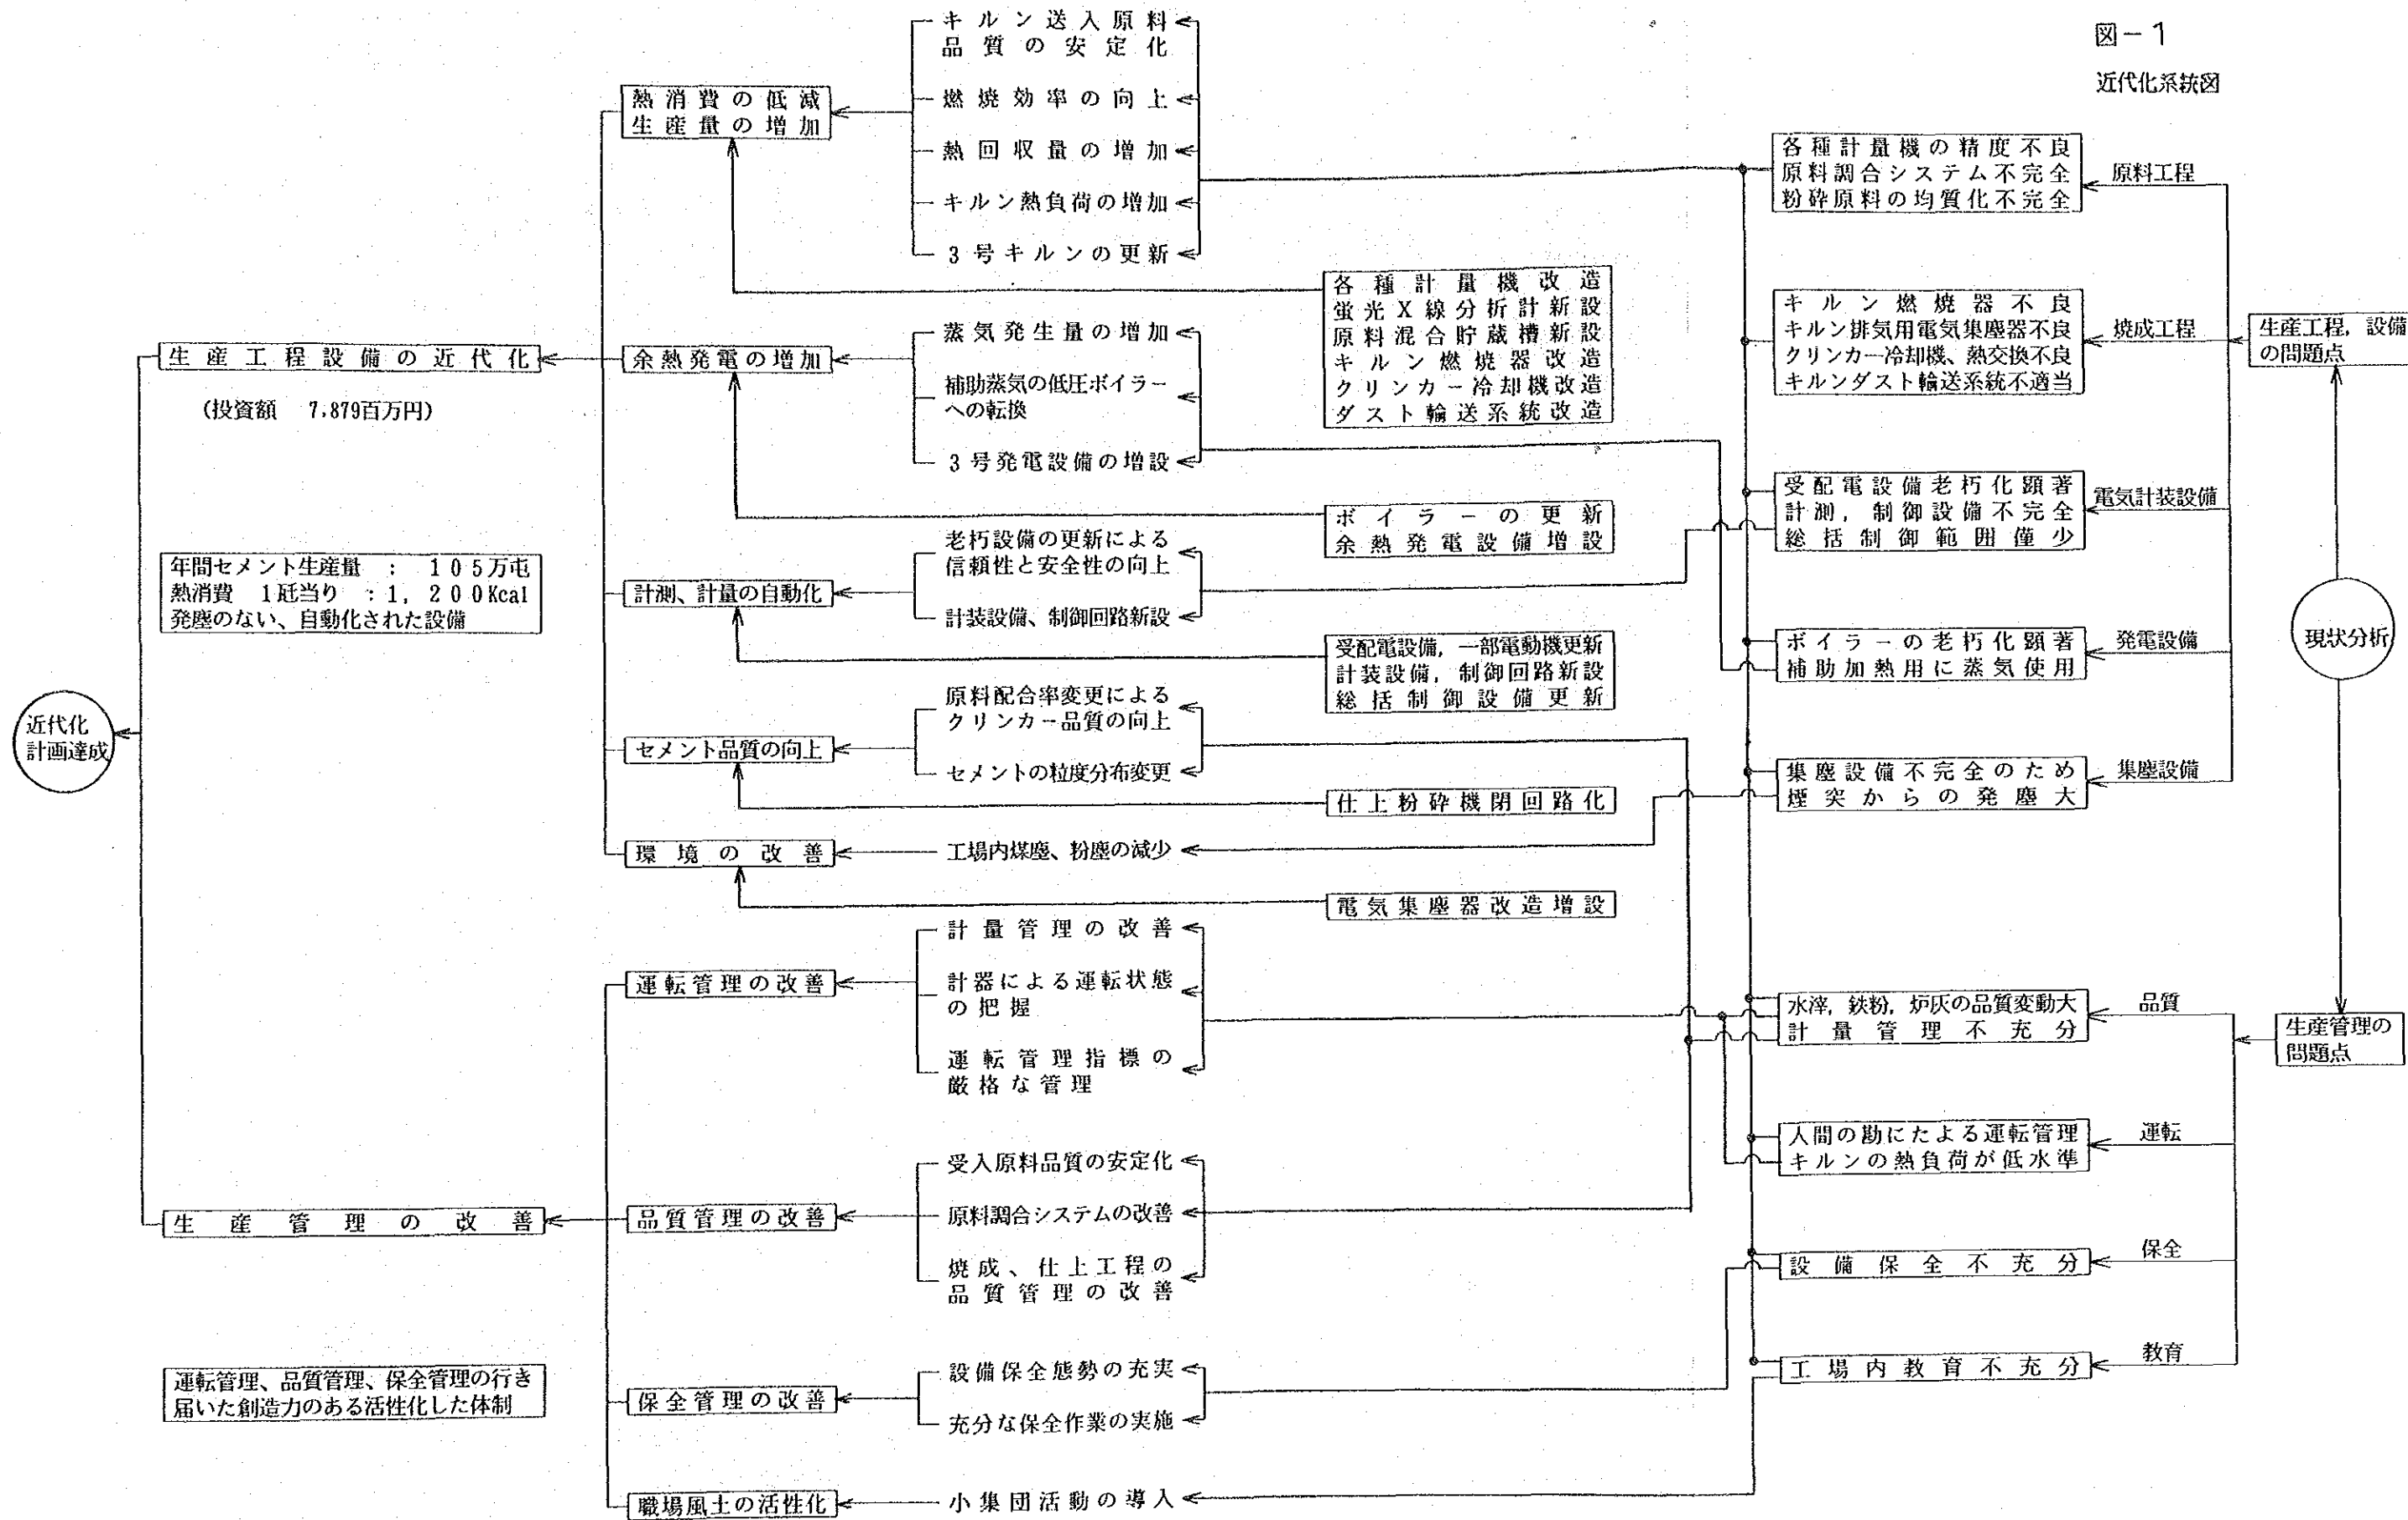 図－1
近代化系統図
キルン送入原料
品質の安定化
燃焼効率の向上
熱回収量の増加
キルン熱負荷の増加
3号キルンの更新
熱消費の低減
生産量の増加
各種計量機の精度不良
原料調合システム不完全
粉砕原料の均質化不完全
原料工程
各種計量機改造
蛍光X線分析計新設
原料混合貯蔵槽新設
キルン燃焼器改造
クリンカー冷却機改造
ダスト輸送系統改造
キルン燃焼器不良
キルン排気用電気集塵器不良
クリンカー冷却機、熱交換不良
キルンダスト輸送系統不適当
焼成工程
生産工程，設備
の問題点
生産工程設備の近代化
(投資額 7,879百万円)
余熱発電の増加
蒸気発生量の増加
補助蒸気の低圧ボイラー
への転換
3号発電設備の増設
ボイラーの更新
余熱発電設備増設
受配電設備老朽化顕著
計測，制御設備不完全
総括制御範囲僅少
電気計装設備
年間セメント生産量 ： 105万屯
熱消費 1瓩当り ：1，200Kcal
発塵のない、自動化された設備
計測、計量の自動化
老朽設備の更新による
信頼性と安全性の向上
計装設備、制御回路新設
受配電設備，一部電動機更新
計装設備，制御回路新設
総括制御設備更新
ボイラーの老朽化顕著
補助加熱用に蒸気使用
発電設備
現状分析
近代化
計画達成
セメント品質の向上
原料配合率変更による
クリンカー品質の向上
セメントの粒度分布変更
仕上粉砕機閉回路化
集塵設備不完全のため
煙突からの発塵大
集塵設備
環境の改善
工場内煤塵、粉塵の減少
電気集塵器改造増設
運転管理の改善
計量管理の改善
計器による運転状態
の把握
運転管理指標の
厳格な管理
水滓，鉄粉，炉灰の品質変動大
計量管理不充分
品質
生産管理の
問題点
人間の勘にたよる運転管理
キルンの熱負荷が低水準
運転
生産管理の改善
品質管理の改善
受入原料品質の安定化
原料調合システムの改善
焼成、仕上工程の
品質管理の改善
設備保全不充分
保全
運転管理、品質管理、保全管理の行き
届いた創造力のある活性化した体制
保全管理の改善
設備保全態勢の充実
充分な保全作業の実施
工場内教育不充分
教育
職場風土の活性化
小集団活動の導入